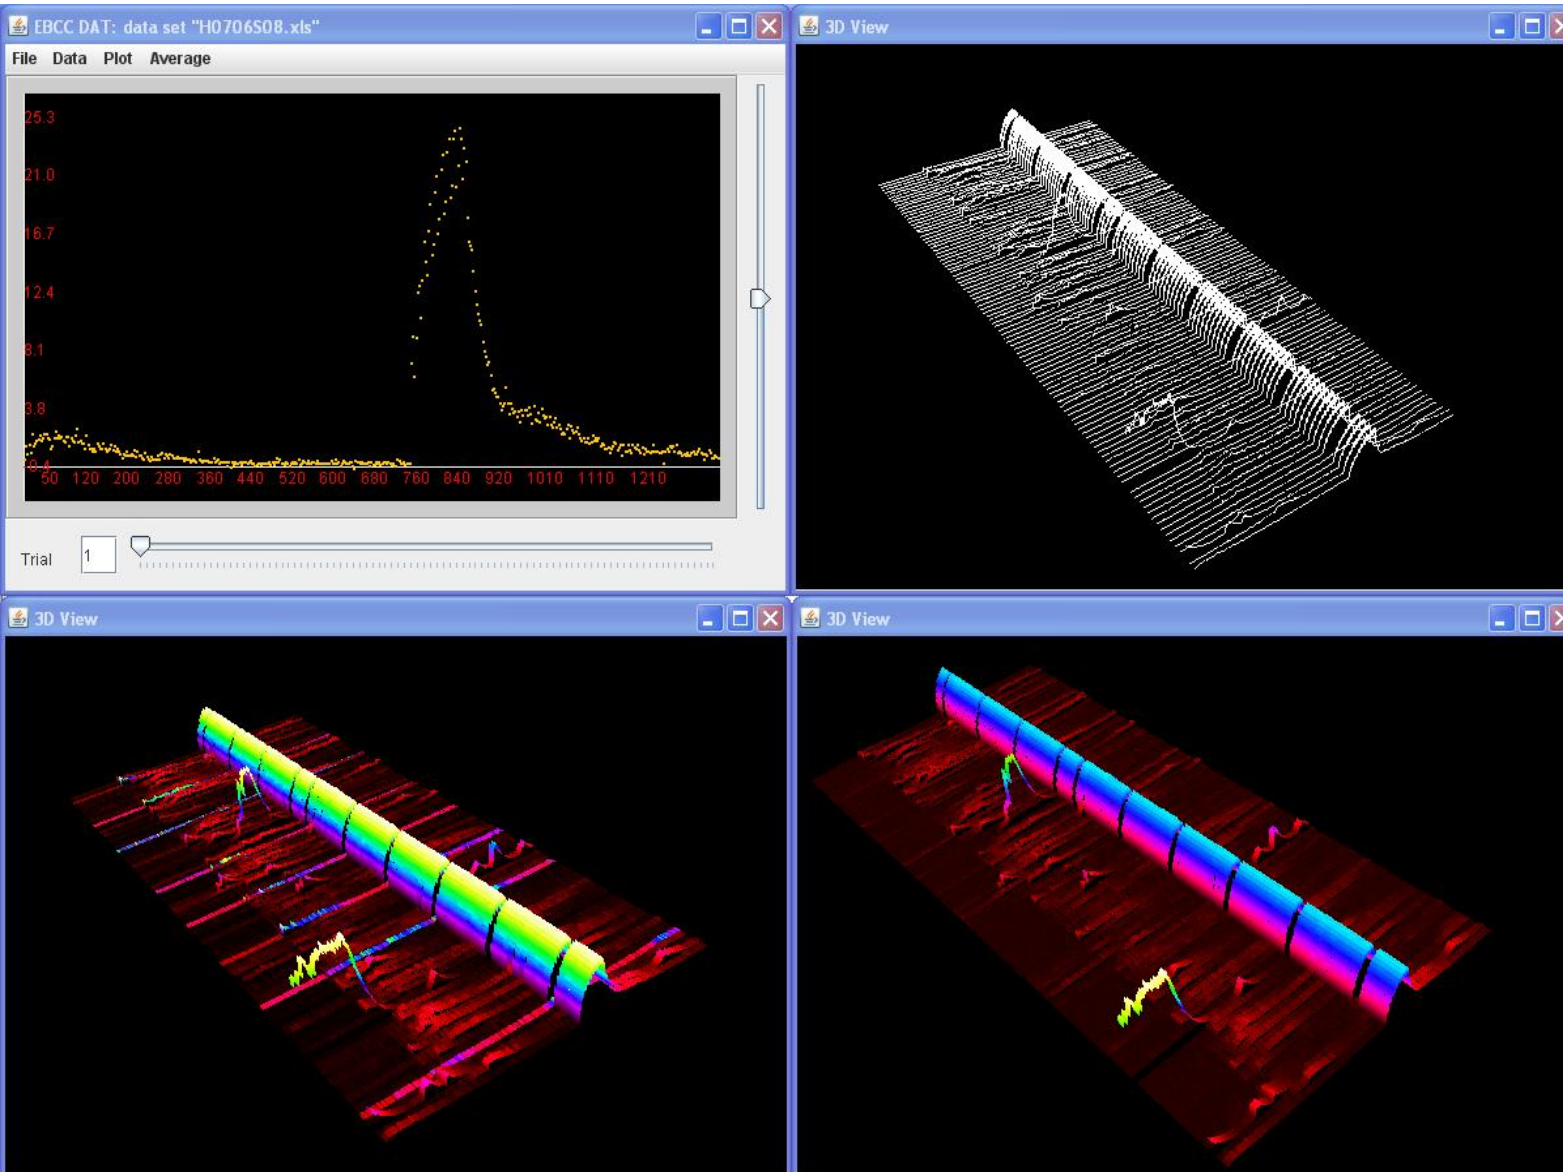 EBCC DAT: data set "H0706S08.xls"
File Data Plot Average
25.3
21.0
16.7
12.4
8.1
3.8
-0.4
50 120 200 280 360 440 520 600 680 760 840 920 1010 1110 1210
Trial 1
3D View
3D View
3D View